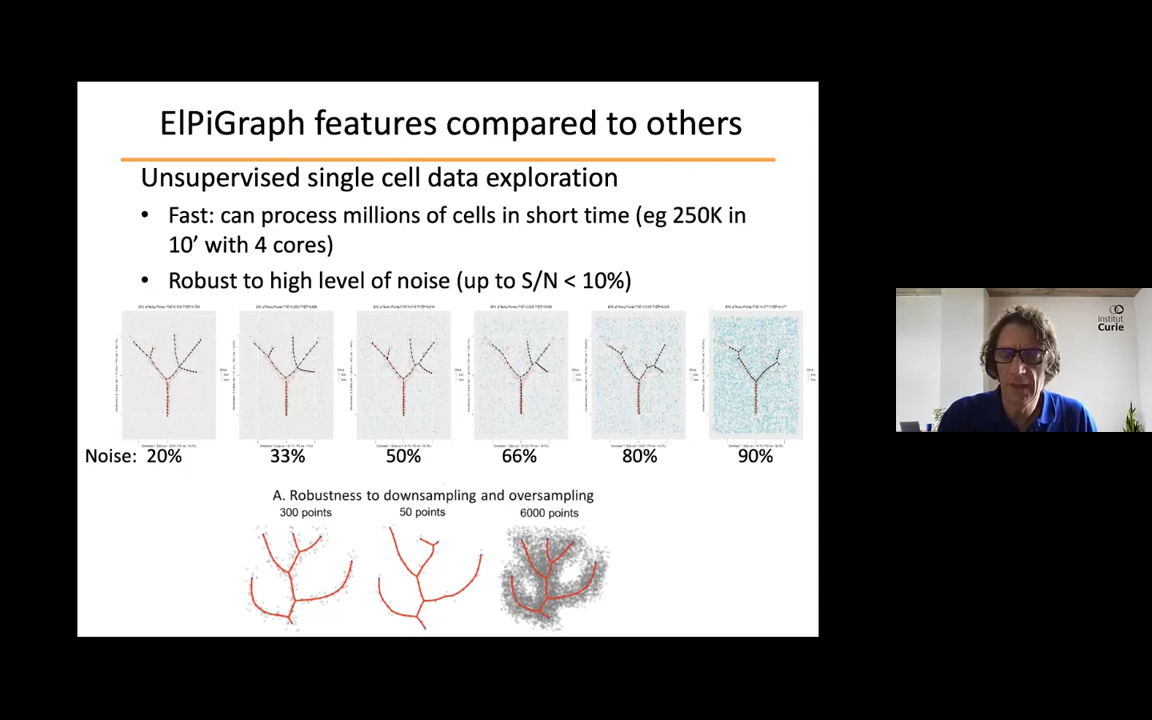 ElPiGraph features compared to others
Unsupervised single cell data exploration
• Fast: can process millions of cells in short time (eg 250K in
10’ with 4 cores)
• Robust to high level of noise (up to S/N < 10%)
Noise: 20% 33% 50% 66% 80% 90%
A. Robustness to downsampling and oversampling
300 points 50 points 6000 points
institut
Curie